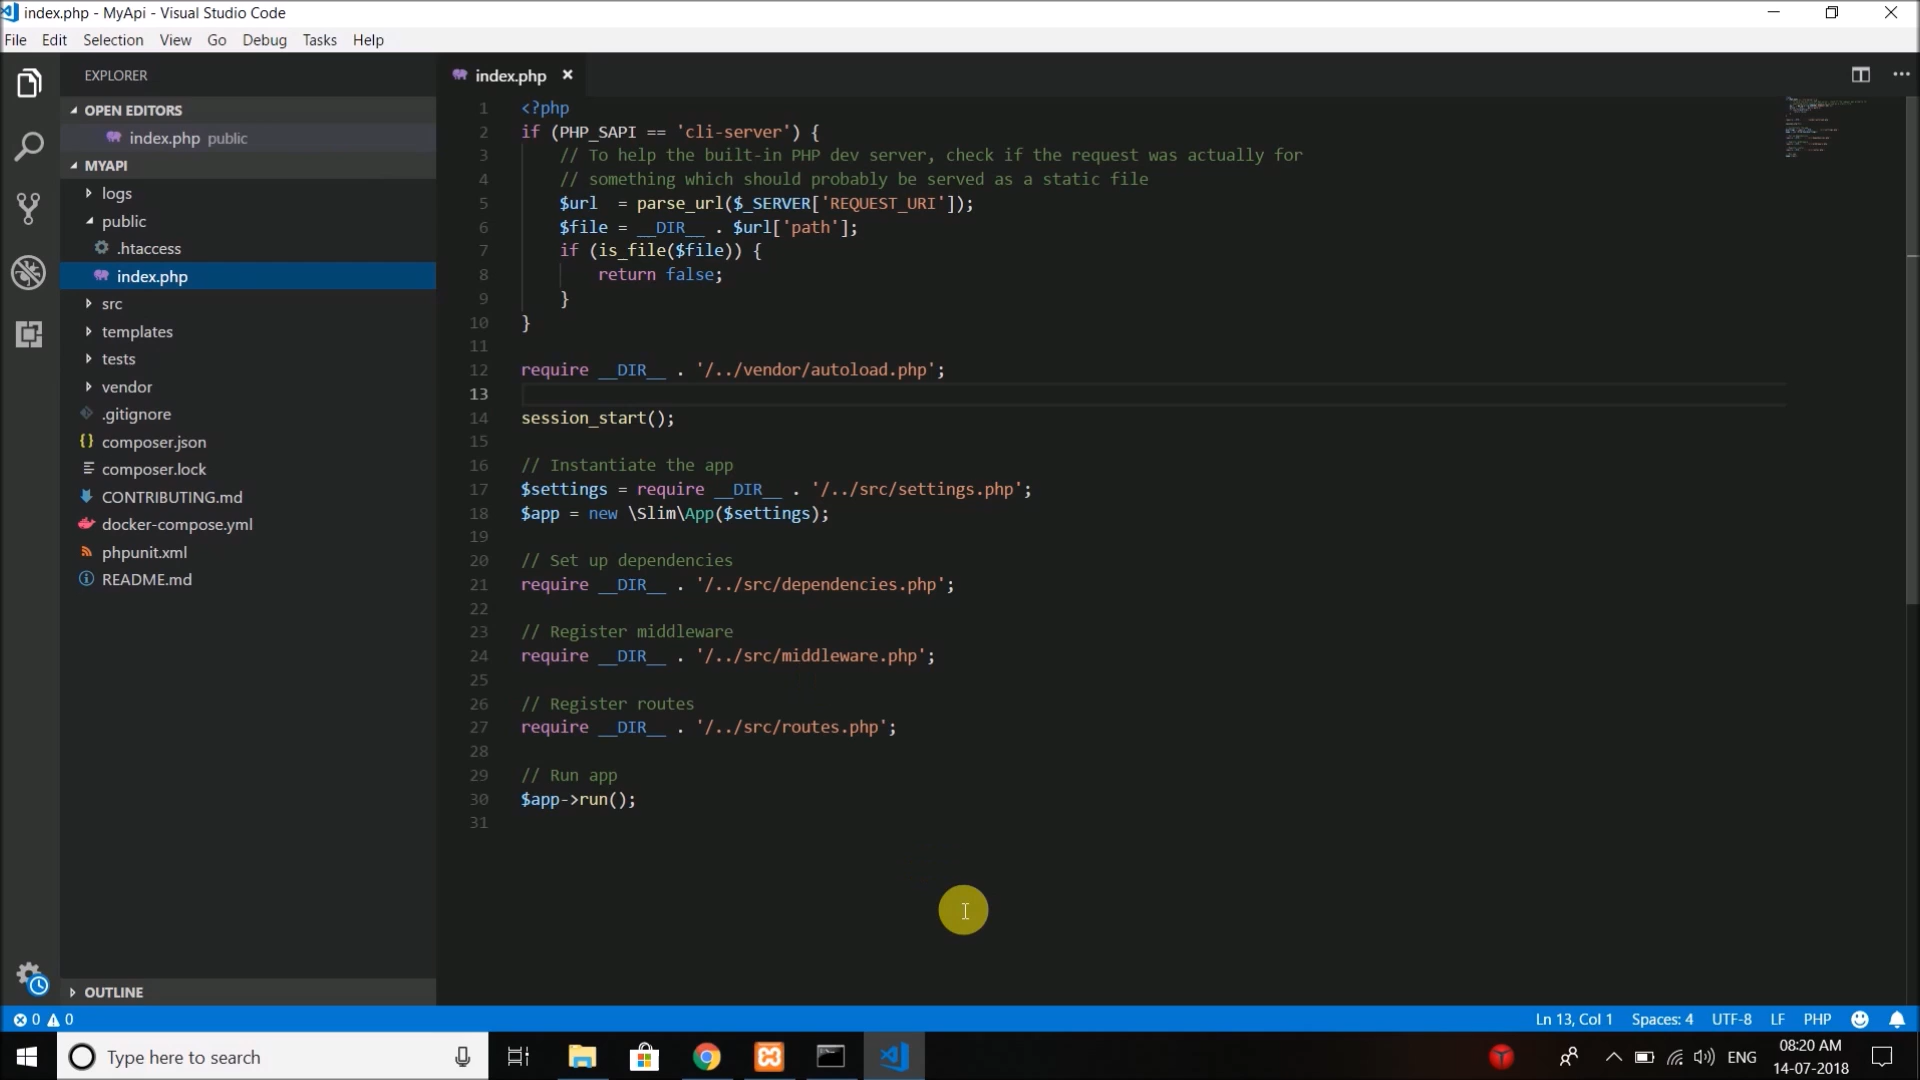 index.php - MyApi - Visual Studio Code
File Edit Selection View Go Debug Tasks Help
EXPLORER
OPEN EDITORS
index.php public
MYAPI
logs
public
.htaccess
index.php
src
templates
tests
vendor
.gitignore
composer.json
composer.lock
CONTRIBUTING.md
docker-compose.yml
phpunit.xml
README.md
OUTLINE
index.php
1 <?php
2 if (PHP_SAPI == 'cli-server') {
3 // To help the built-in PHP dev server, check if the request was actually for
4 // something which should probably be served as a static file
5 $url  = parse_url($_SERVER['REQUEST_URI']);
6 $file = __DIR__ . $url['path'];
7 if (is_file($file)) {
8 return false;
9 }
10 }
11
12 require __DIR__ . '/../vendor/autoload.php';
13
14 session_start();
15
16 // Instantiate the app
17 $settings = require __DIR__ . '/../src/settings.php';
18 $app = new \Slim\App($settings);
19
20 // Set up dependencies
21 require __DIR__ . '/../src/dependencies.php';
22
23 // Register middleware
24 require __DIR__ . '/../src/middleware.php';
25
26 // Register routes
27 require __DIR__ . '/../src/routes.php';
28
29 // Run app
30 $app->run();
31
0 0 Ln 13, Col 1 Spaces: 4 UTF-8 LF PHP
Type here to search
ENG
08:20 AM
14-07-2018